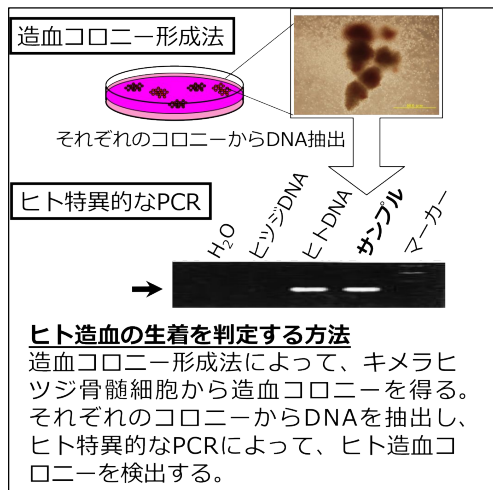 造血コロニー形成法
それぞれのコロニーからDNA抽出
ヒト特異的なPCR
H₂O
ヒツジDNA
ヒトDNA
サンプル
マーカー
ヒト造血の生着を判定する方法
造血コロニー形成法によって、キメラヒ
ツジ骨髄細胞から造血コロニーを得る。
それぞれのコロニーからDNAを抽出し、
ヒト特異的なPCRによって、ヒト造血コ
ロニーを検出する。